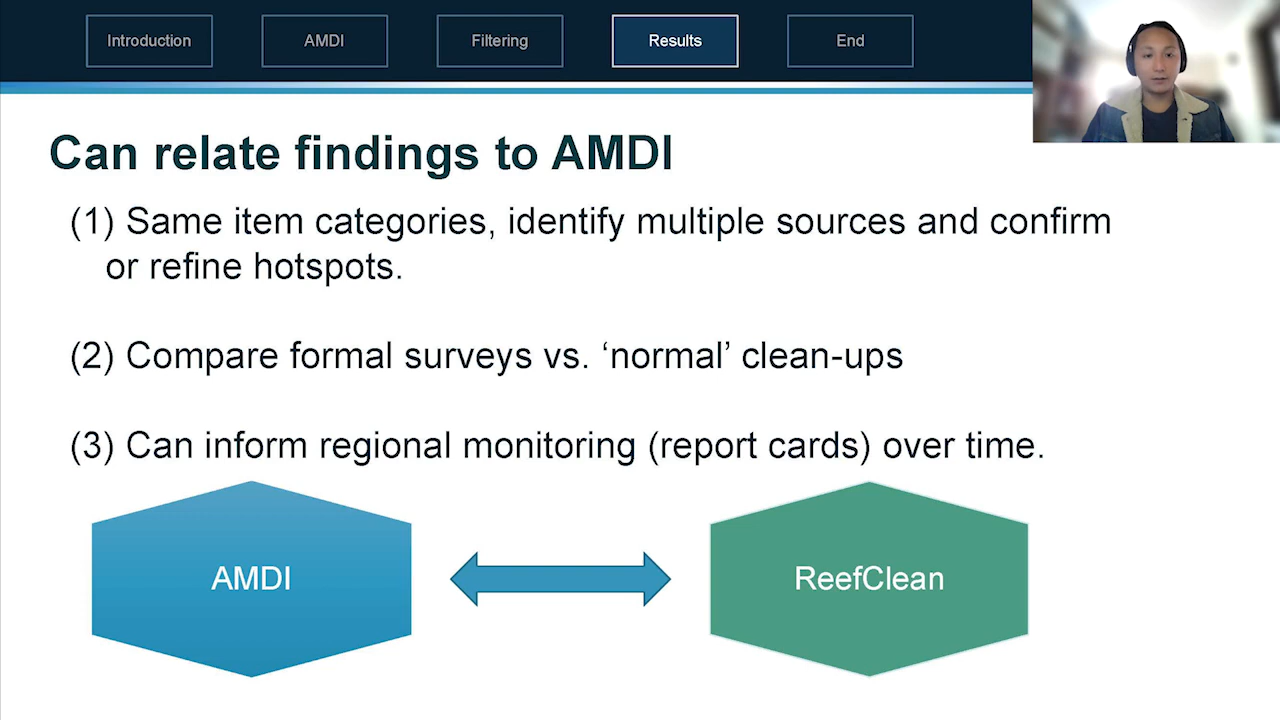 Introduction
AMDI
Filtering
Results
End
Can relate findings to AMDI
(1) Same item categories, identify multiple sources and confirm
or refine hotspots.
(2) Compare formal surveys vs. ‘normal’ clean-ups
(3) Can inform regional monitoring (report cards) over time.
AMDI
ReefClean